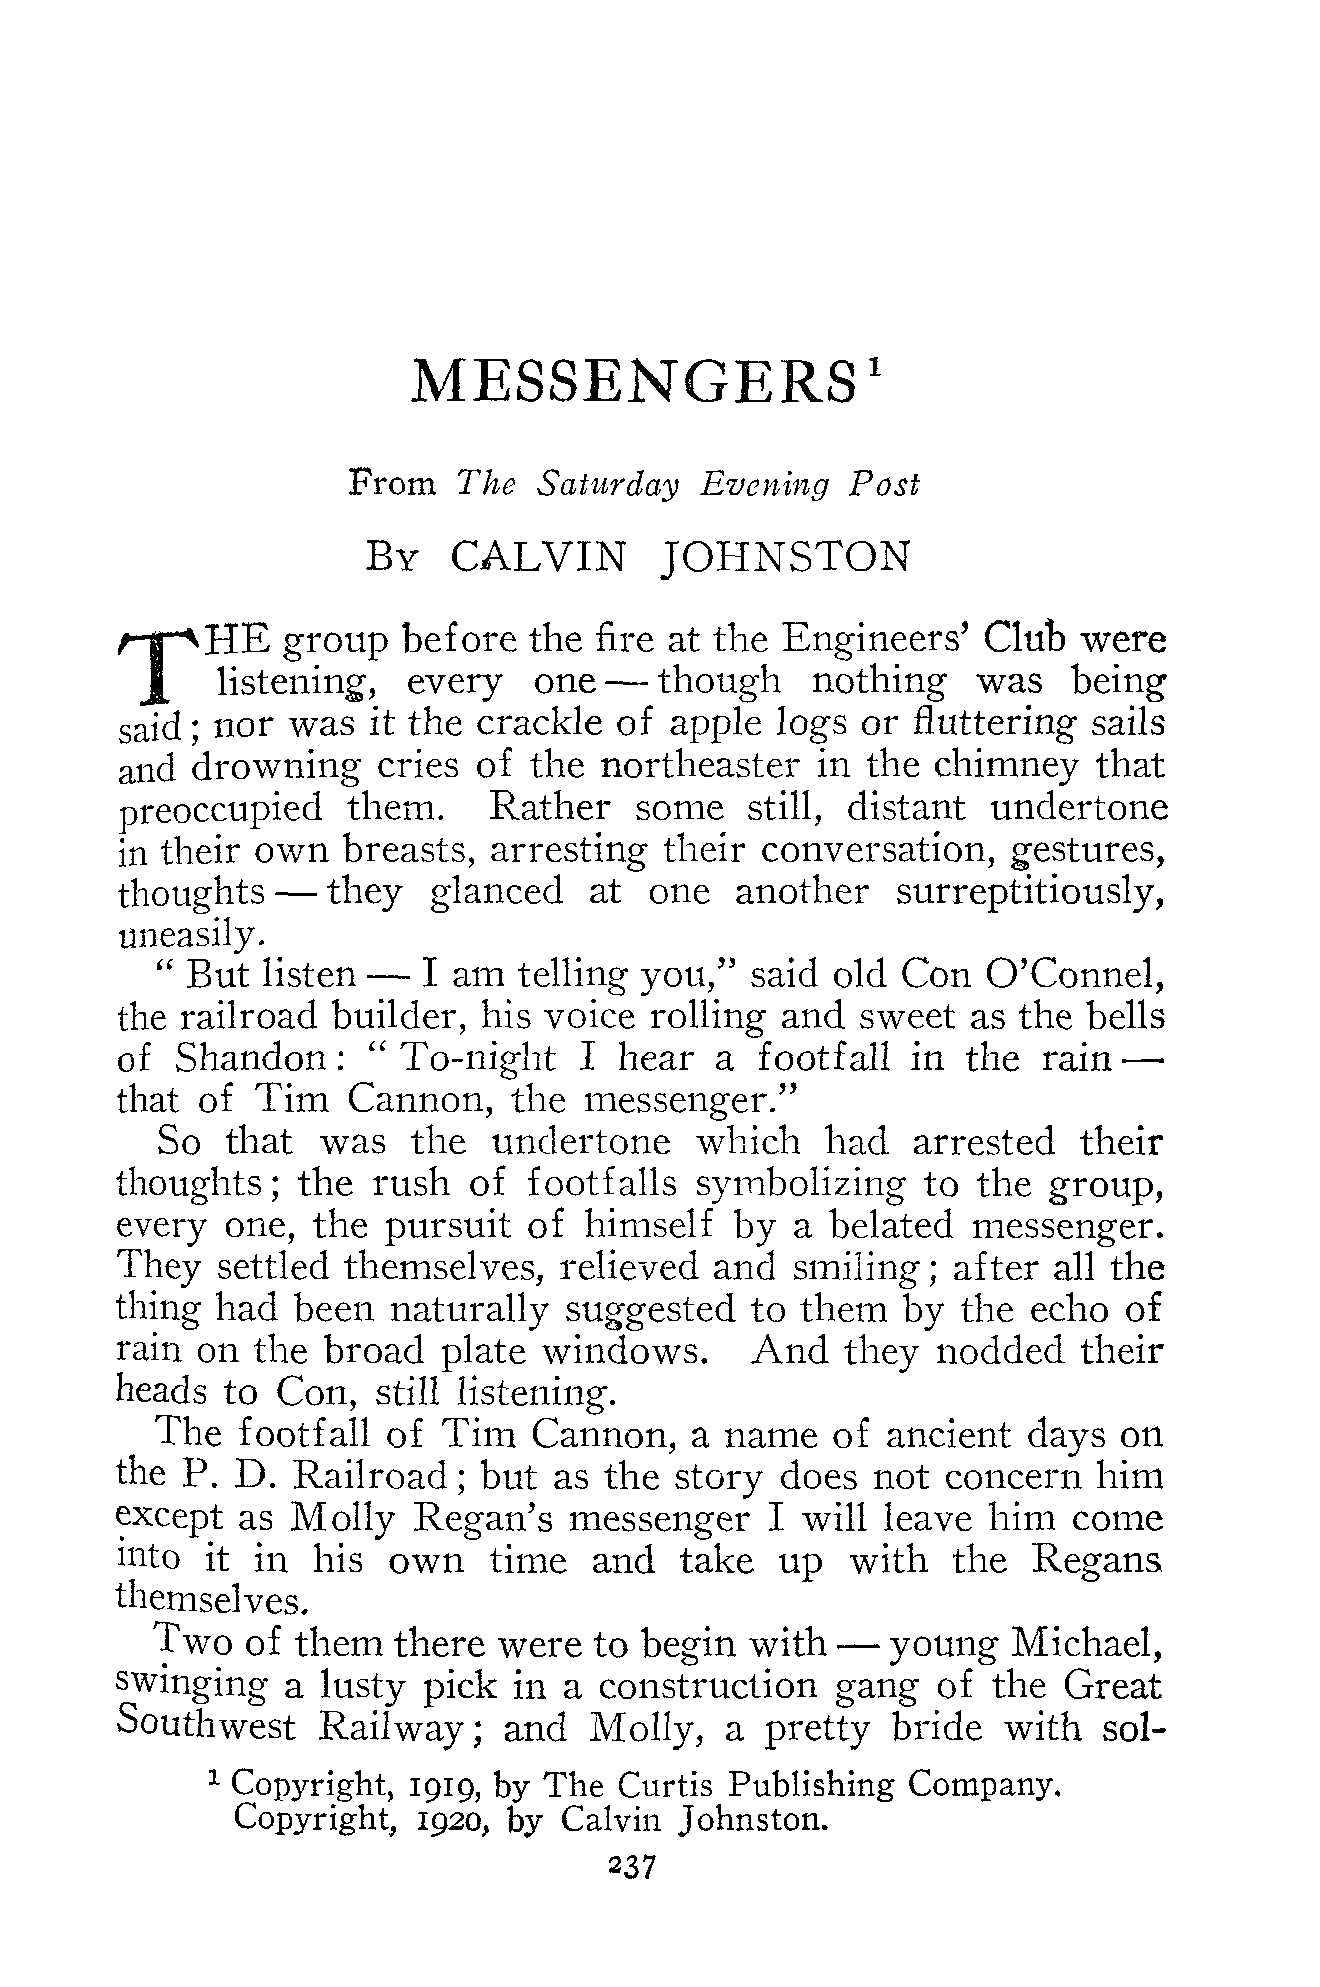 MESSENGERS¹
From The Saturday Evening Post
By CALVIN JOHNSTON
THE group before the fire at the Engineers' Club were
listening, every one — though nothing was being
said; nor was it the crackle of apple logs or fluttering sails
and drowning cries of the northeaster in the chimney that
preoccupied them. Rather some still, distant undertone
in their own breasts, arresting their conversation, gestures,
thoughts — they glanced at one another surreptitiously,
uneasily.
“ But listen — I am telling you,” said old Con O'Connel,
the railroad builder, his voice rolling and sweet as the bells
of Shandon: “ To-night I hear a footfall in the rain —
that of Tim Cannon, the messenger.”
So that was the undertone which had arrested their
thoughts; the rush of footfalls symbolizing to the group,
every one, the pursuit of himself by a belated messenger.
They settled themselves, relieved and smiling; after all the
thing had been naturally suggested to them by the echo of
rain on the broad plate windows. And they nodded their
heads to Con, still listening.
The footfall of Tim Cannon, a name of ancient days on
the P. D. Railroad; but as the story does not concern him
except as Molly Regan's messenger I will leave him come
into it in his own time and take up with the Regans
themselves.
Two of them there were to begin with — young Michael,
swinging a lusty pick in a construction gang of the Great
Southwest Railway; and Molly, a pretty bride with sol-
¹ Copyright, 1919, by The Curtis Publishing Company.
Copyright, 1920, by Calvin Johnston.
237